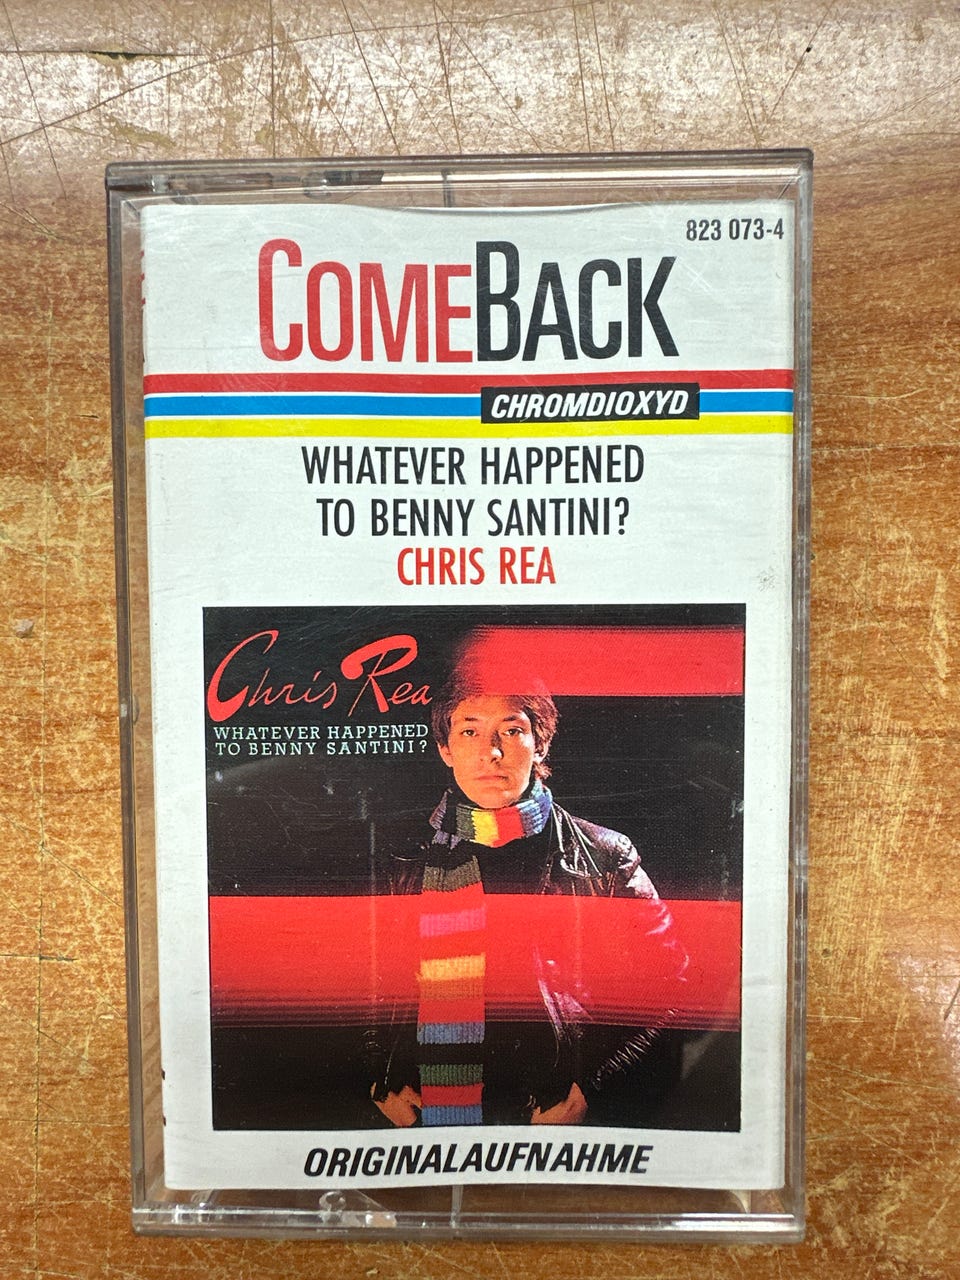 823 073-4
COMEBACK
CHROMDIOXYD
WHATEVER HAPPENED
TO BENNY SANTINI?
CHRIS REA
Chris Rea
WHATEVER HAPPENED
TO BENNY SANTINI?
ORIGINALAUFNAHME